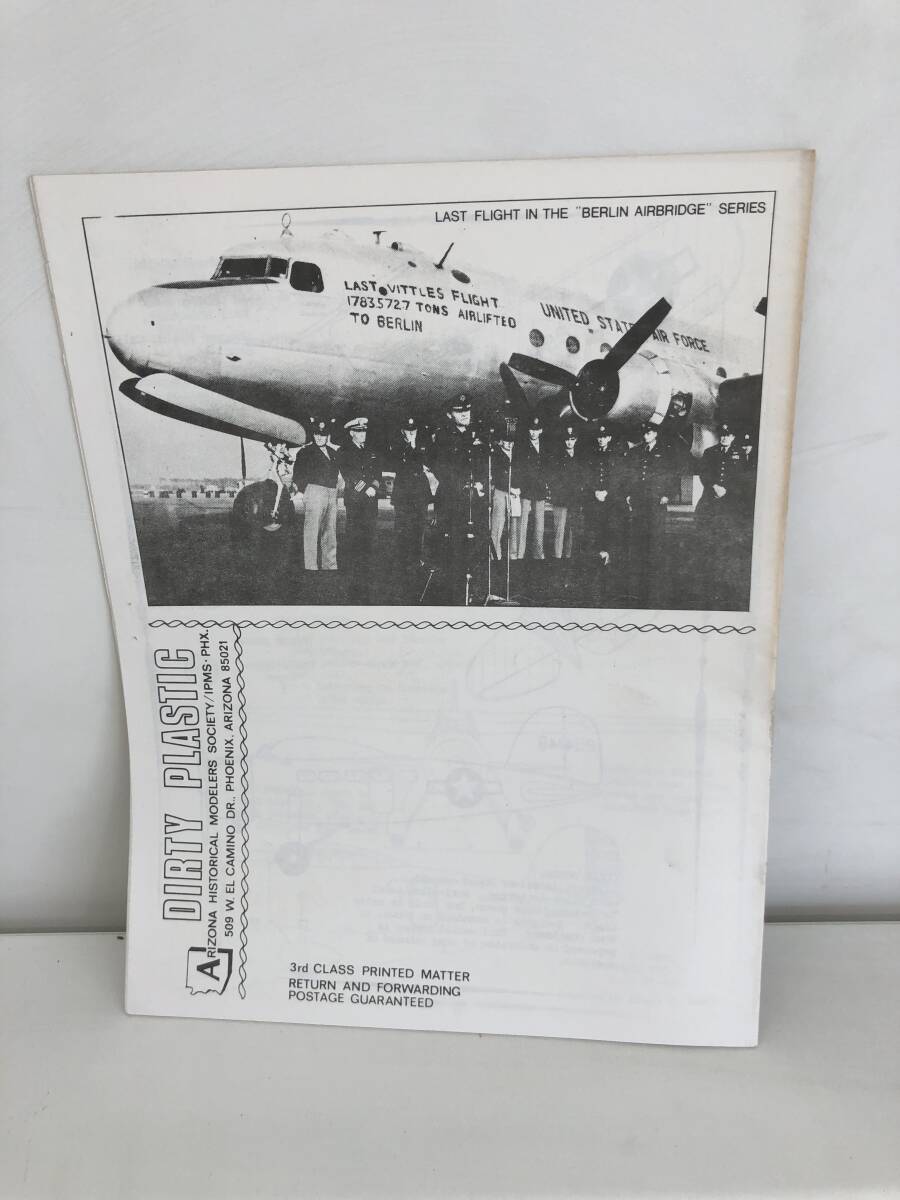 LAST FLIGHT IN THE "BERLIN AIRBRIDGE" SERIES
LAST VITTLES FLIGHT
1783.572.7 TONS AIRLIFTED
TO BERLIN
UNITED STATES AIR FORCE
DIRTY PLASTIC
ARIZONA HISTORICAL MODELERS SOCIETY/IPMS·PHX.
509 W. EL CAMINO DR., PHOENIX, ARIZONA 85021
3rd CLASS PRINTED MATTER
RETURN AND FORWARDING
POSTAGE GUARANTEED